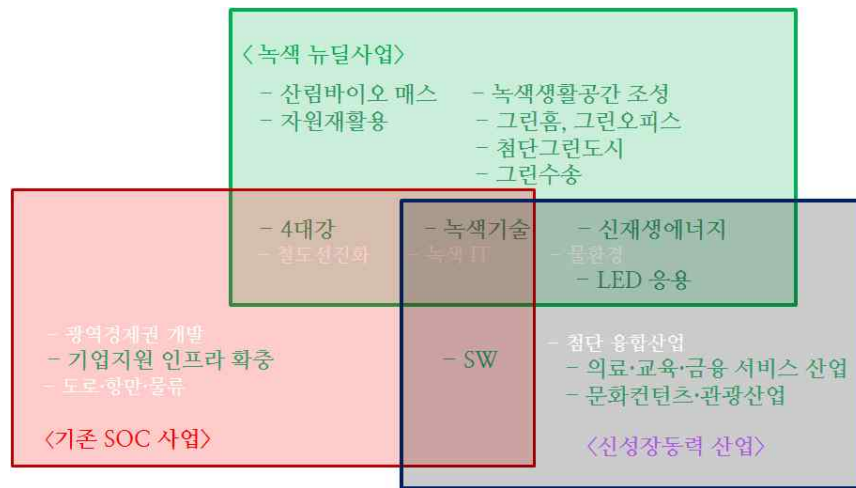 〈녹색 뉴딜사업〉
- 산림바이오 매스
- 자원재활용
- 녹색생활공간 조성
- 그린홈, 그린오피스
- 첨단그린도시
- 그린수송
- 4대강
- 철도선진화
- 녹색기술
- 녹색 IT
- 신재생에너지
- 물환경
- LED 응용
- 광역경제권 개발
- 기업지원 인프라 확충
- 도로·항만·물류
〈기존 SOC 사업〉
- SW
- 첨단 융합산업
- 의료·교육·금융 서비스 산업
- 문화컨텐츠·관광산업
〈신성장동력 산업〉